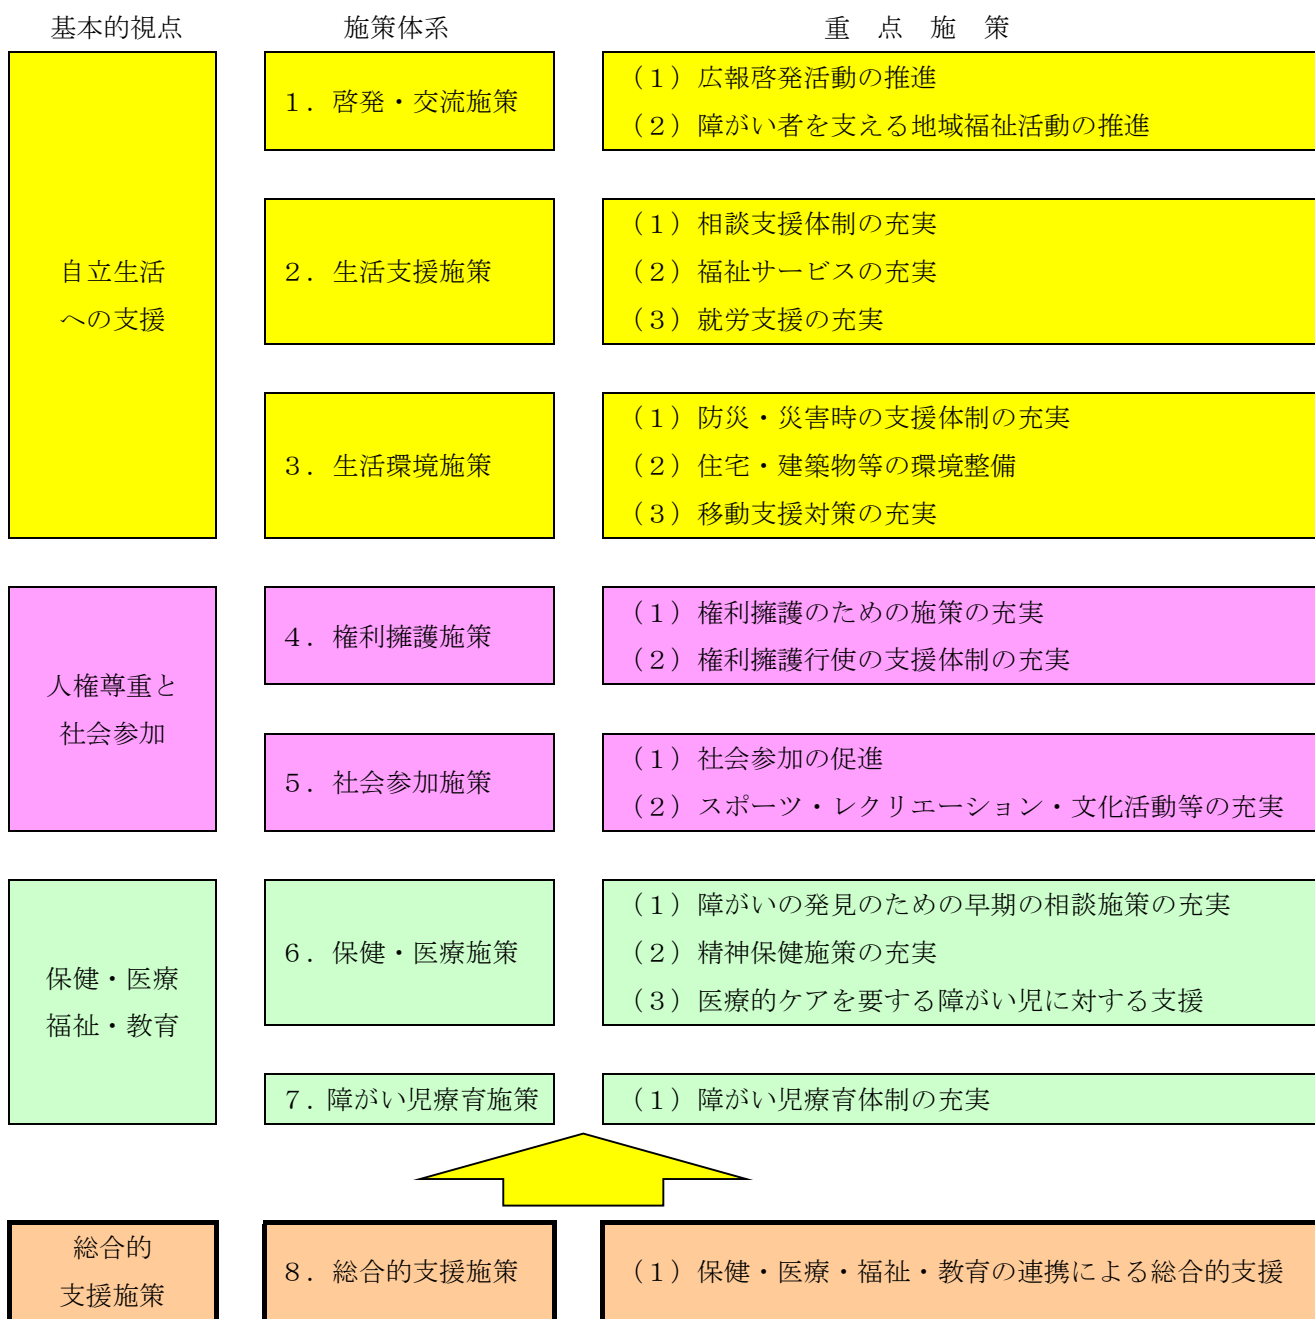 基本的視点 施策体系 重点施策
自立生活
への支援
１．啓発・交流施策
（１）広報啓発活動の推進
（２）障がい者を支える地域福祉活動の推進
２．生活支援施策
（１）相談支援体制の充実
（２）福祉サービスの充実
（３）就労支援の充実
３．生活環境施策
（１）防災・災害時の支援体制の充実
（２）住宅・建築物等の環境整備
（３）移動支援対策の充実
人権尊重と
社会参加
４．権利擁護施策
（１）権利擁護のための施策の充実
（２）権利擁護行使の支援体制の充実
５．社会参加施策
（１）社会参加の促進
（２）スポーツ・レクリエーション・文化活動等の充実
保健・医療
福祉・教育
６．保健・医療施策
（１）障がいの発見のための早期の相談施策の充実
（２）精神保健施策の充実
（３）医療的ケアを要する障がい児に対する支援
７．障がい児療育施策
（１）障がい児療育体制の充実
総合的
支援施策
８．総合的支援施策
（１）保健・医療・福祉・教育の連携による総合的支援